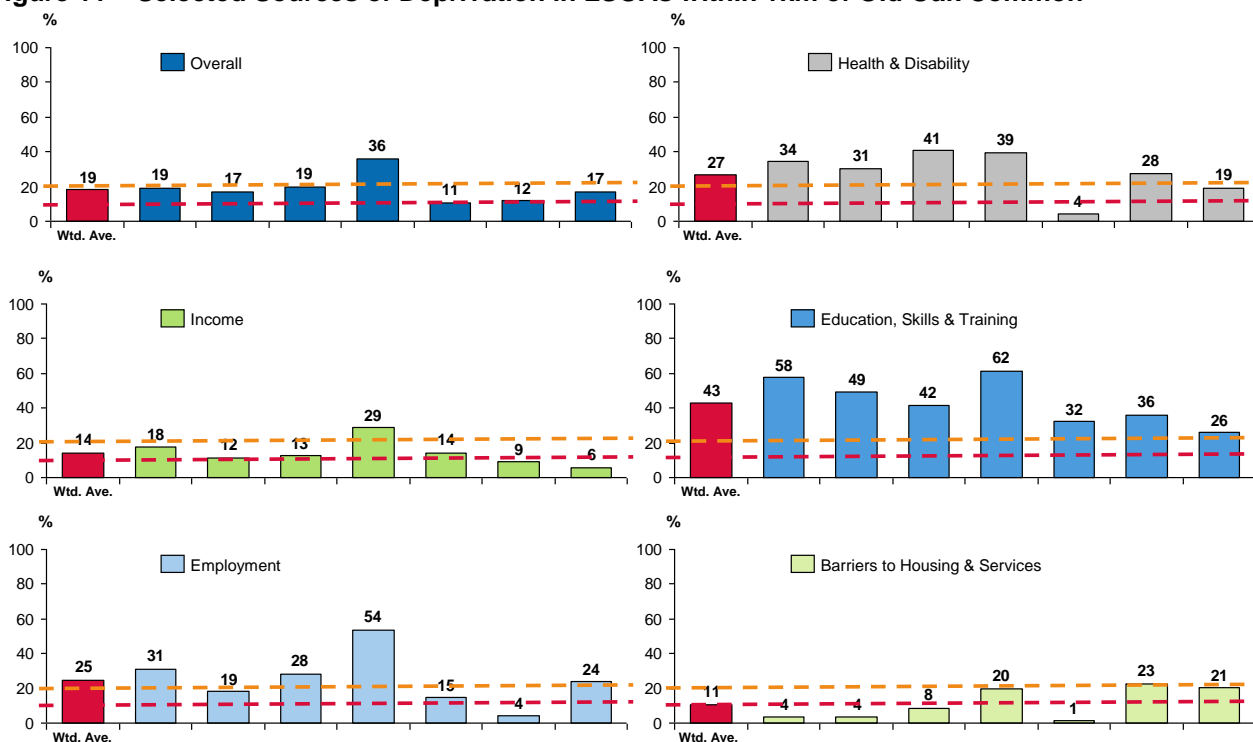 %
100
80
60
40
20
0
Overall
19 19 17 19 36 11 12 17
Wtd. Ave.
%
100
80
60
40
20
0
Health & Disability
27 34 31 41 39 4 28 19
Wtd. Ave.
%
100
80
60
40
20
0
Income
14 18 12 13 29 14 9 6
Wtd. Ave.
%
100
80
60
40
20
0
Education, Skills & Training
43 58 49 42 62 32 36 26
Wtd. Ave.
%
100
80
60
40
20
0
Employment
25 31 19 28 54 15 4 24
Wtd. Ave.
%
100
80
60
40
20
0
Barriers to Housing & Services
11 4 4 8 20 1 23 21
Wtd. Ave.